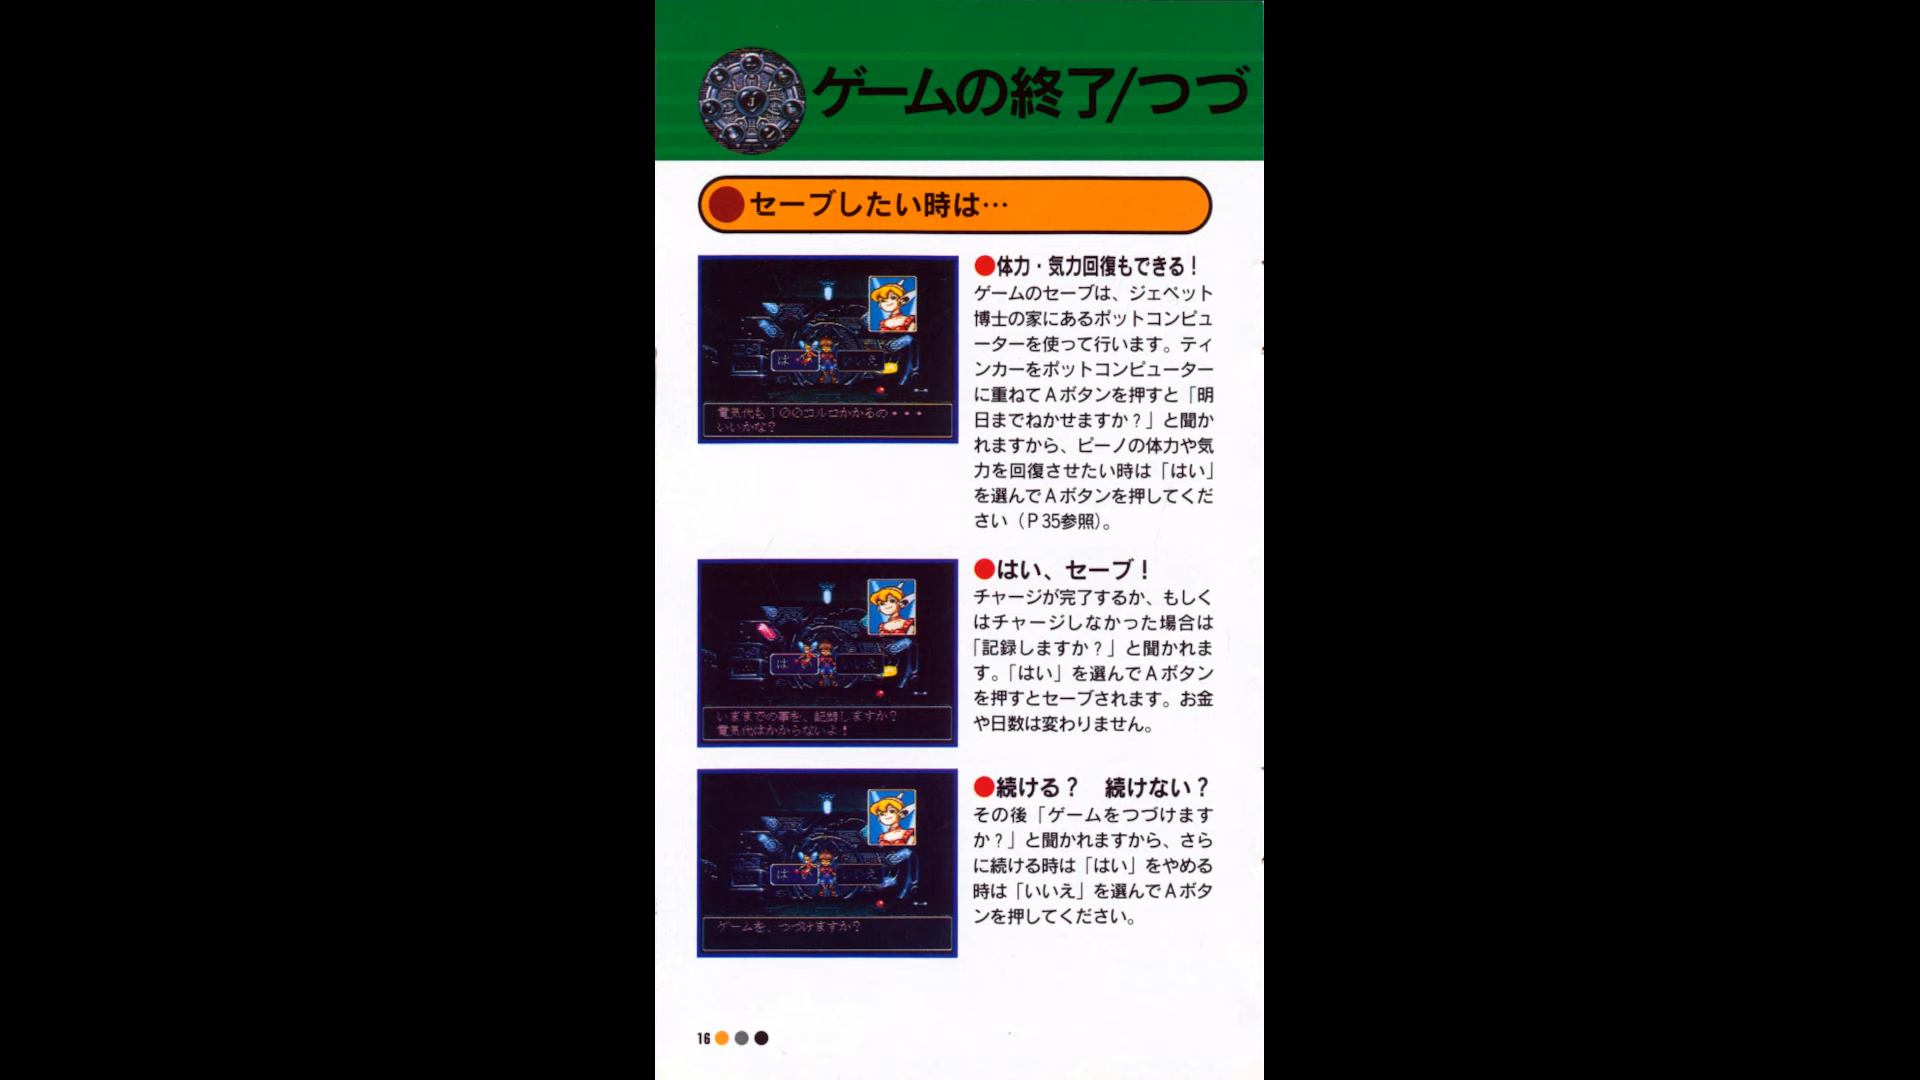 ゲームの終了/つづ
セーブしたい時は…
●体力・気力回復もできる！
ゲームのセーブは、ジェペット
博士の家にあるポットコンピュ
ーターを使って行います。ティ
ンカーをポットコンピューター
に重ねてAボタンを押すと「明
日までねかせますか？」と聞か
れますから、ピーノの体力や気
力を回復させたい時は「はい」
を選んでAボタンを押してくだ
さい（P35参照）。
はい
いいえ
電気代も100コルロかかるの・・・
いいかな？
●はい、セーブ！
チャージが完了するか、もしく
はチャージしなかった場合は
「記録しますか？」と聞かれま
す。「はい」を選んでAボタン
を押すとセーブされます。お金
や日数は変わりません。
はい
いいえ
いままでの事を、記録しますか？
電気代はかからないよ！
●続ける？　続けない？
その後「ゲームをつづけます
か？」と聞かれますから、さら
に続ける時は「はい」をやめる
時は「いいえ」を選んでAボタ
ンを押してください。
はい
いいえ
ゲームを、つづけますか？
16